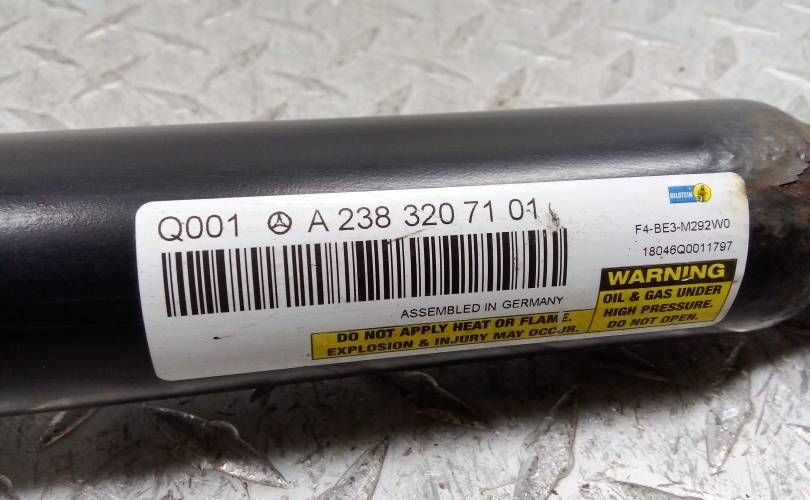 Q001 A 238 320 71 01
BILSTEIN
F4-BE3-M292W0
18046Q0011797
ASSEMBLED IN GERMANY
WARNING
OIL & GAS UNDER
HIGH PRESSURE.
DO NOT OPEN.
DO NOT APPLY HEAT OR FLAME.
EXPLOSION & INJURY MAY OCCUR.